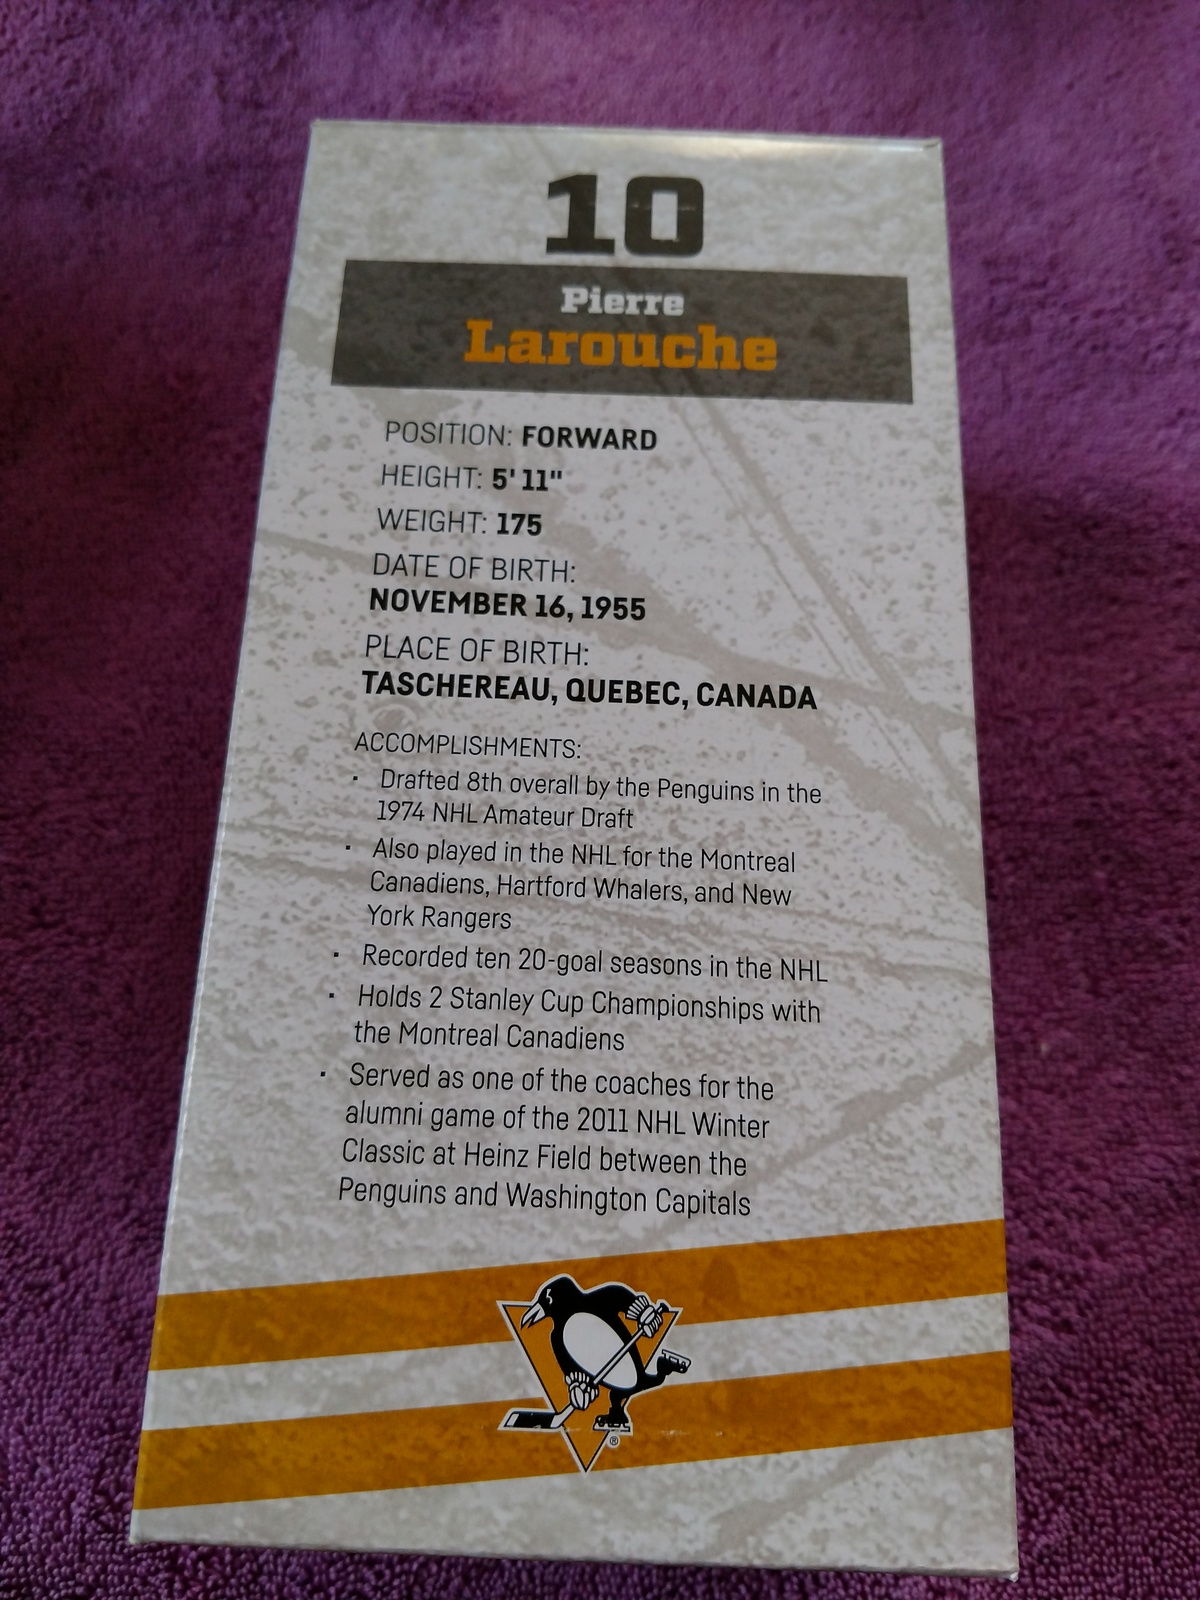 10
Pierre
Larouche
POSITION: FORWARD
HEIGHT: 5' 11"
WEIGHT: 175
DATE OF BIRTH:
NOVEMBER 16, 1955
PLACE OF BIRTH:
TASCHEREAU, QUEBEC, CANADA
ACCOMPLISHMENTS:
· Drafted 8th overall by the Penguins in the
1974 NHL Amateur Draft
· Also played in the NHL for the Montreal
Canadiens, Hartford Whalers, and New
York Rangers
· Recorded ten 20-goal seasons in the NHL
· Holds 2 Stanley Cup Championships with
the Montreal Canadiens
· Served as one of the coaches for the
alumni game of the 2011 NHL Winter
Classic at Heinz Field between the
Penguins and Washington Capitals
®